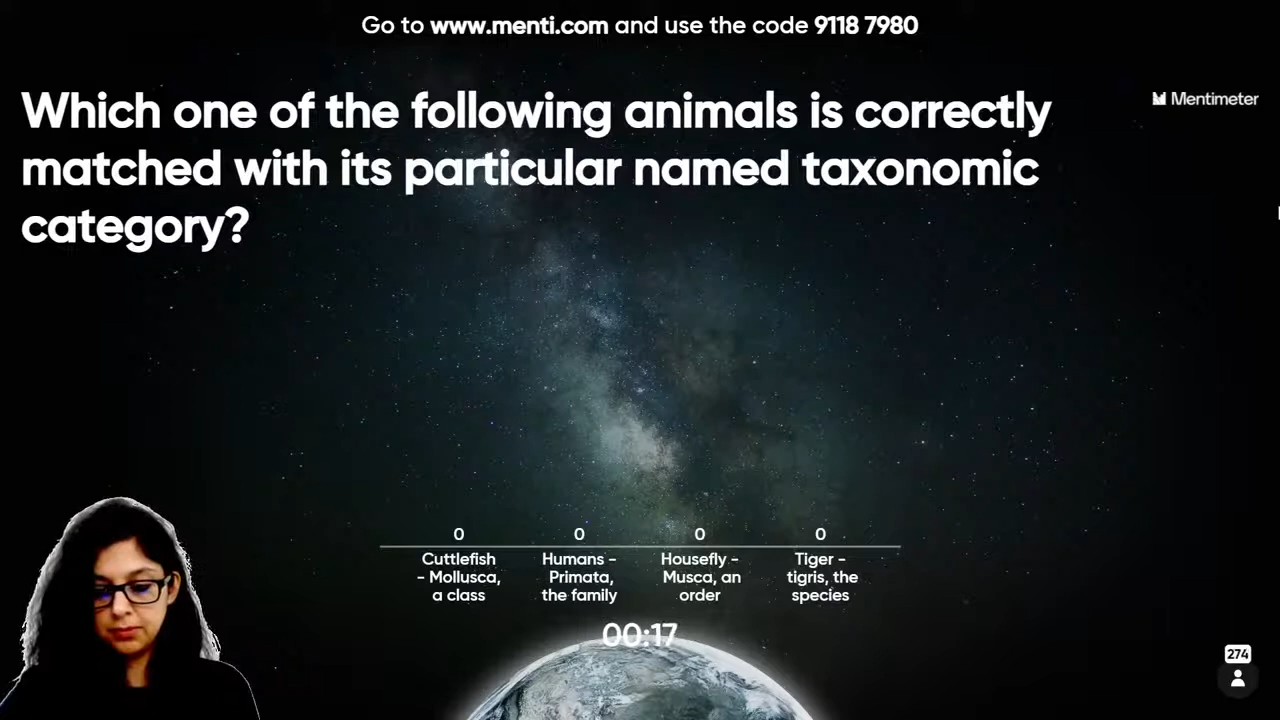 Go to www.menti.com and use the code 9118 7980
Mentimeter
Which one of the following animals is correctly
matched with its particular named taxonomic
category?
0
0
0
0
Cuttlefish
- Mollusca,
a class
Humans -
Primata,
the family
Housefly -
Musca, an
order
Tiger -
tigris, the
species
00:17
274